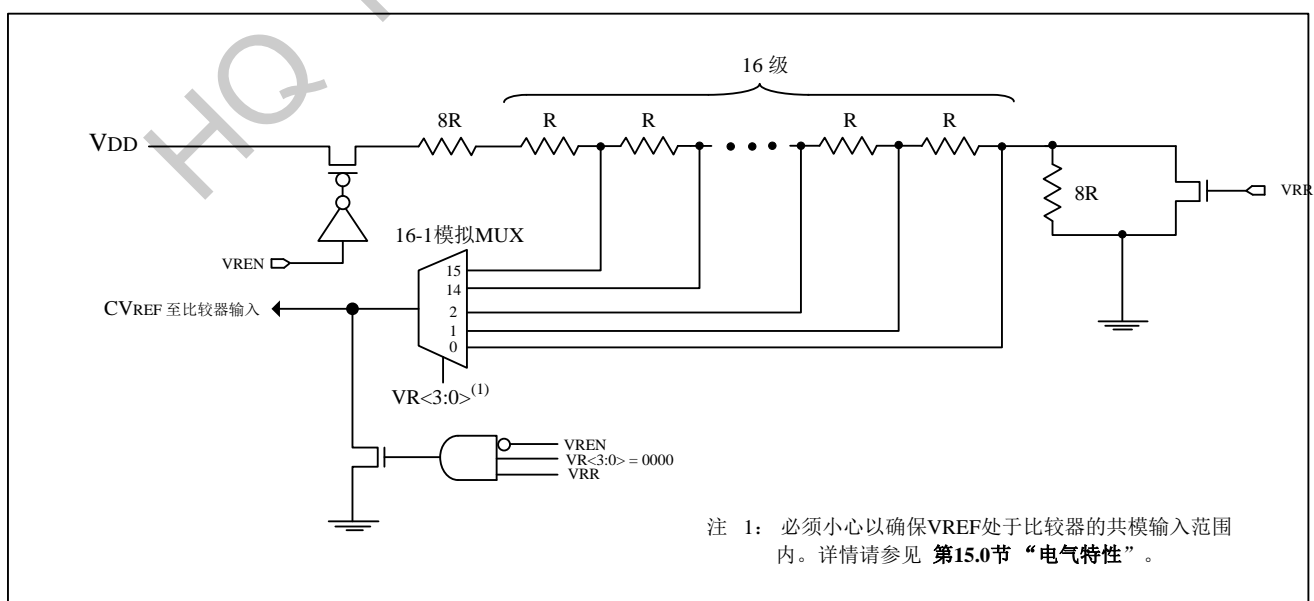 HQ
16 级
8R R R R R
VDD
8R
VRR
16-1模拟MUX
VREN
15
14
2
1
0
CVREF 至比较器输入
VR<3:0>(1)
VREN
VR<3:0> = 0000
VRR
注 1: 必须小心以确保VREF处于比较器的共模输入范围
内。详情请参见 第15.0节 “电气特性”。